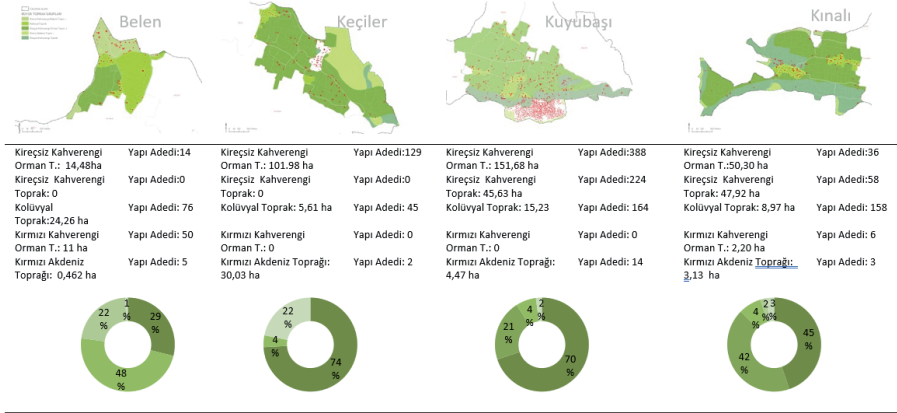 Belen
Keçiler
Kuyubaşı
Kınalı
Kireçsiz Kahverengi
Orman T.: 14,48ha
Yapı Adedi:14
Kireçsiz Kahverengi
Toprak: 0
Yapı Adedi:0
Kolüvyal
Toprak:24,26 ha
Yapı Adedi: 76
Kırmızı Kahverengi
Orman T.: 11 ha
Yapı Adedi: 50
Kırmızı Akdeniz
Toprağı: 0,462 ha
Yapı Adedi: 5
Kireçsiz Kahverengi
Orman T.: 101.98 ha
Yapı Adedi:129
Kireçsiz Kahverengi
Toprak: 0
Yapı Adedi:0
Kolüvyal Toprak: 5,61 ha
Yapı Adedi: 45
Kırmızı Kahverengi
Orman T.: 0
Yapı Adedi: 0
Kırmızı Akdeniz Toprağı:
30,03 ha
Yapı Adedi: 2
Kireçsiz Kahverengi
Orman T.: 151,68 ha
Yapı Adedi:388
Kireçsiz Kahverengi
Toprak: 45,63 ha
Yapı Adedi:224
Kolüvyal Toprak: 15,23
Yapı Adedi: 164
Kırmızı Kahverengi
Orman T.: 0
Yapı Adedi: 0
Kırmızı Akdeniz Toprağı:
4,47 ha
Yapı Adedi: 14
Kireçsiz Kahverengi
Orman T.:50,30 ha
Yapı Adedi:36
Kireçsiz Kahverengi
Toprak: 47,92 ha
Yapı Adedi:58
Kolüvyal Toprak: 8,97 ha
Yapı Adedi: 158
Kırmızı Kahverengi
Orman T.: 2,20 ha
Yapı Adedi: 6
Kırmızı Akdeniz Toprağı:
3,13 ha
Yapı Adedi: 3
22
%
1
%
29
%
48
%
22
%
4
%
74
%
2
%
4
%
21
%
70
%
2
%
3
%
4
%
42
%
45
%